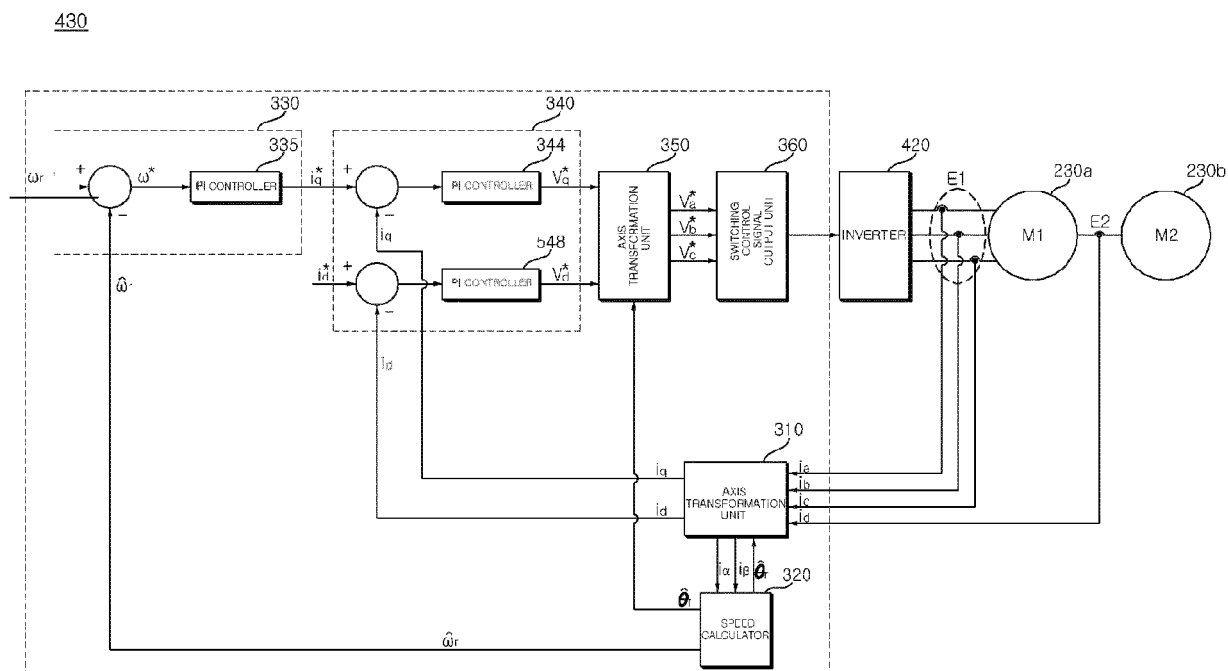 430
330
340
335
344
350
360
420
230a
230b
ωr
+
−
ω*
PI CONTROLLER
iq*
+
−
PI CONTROLLER
Vq*
iq
AXIS
TRANSFORMATION
UNIT
Va*
Vb*
Vc*
SWITCHING
CONTROL
SIGNAL
OUTPUT UNIT
INVERTER
E1
M1
E2
M2
548
id*
+
−
PI CONTROLLER
Vd*
id
310
iq
id
AXIS
TRANSFORMATION
UNIT
ia
ib
ic
id
iα
iβ
θ̂r
320
θ̂r
SPEED
CALCULATOR
ω̂r